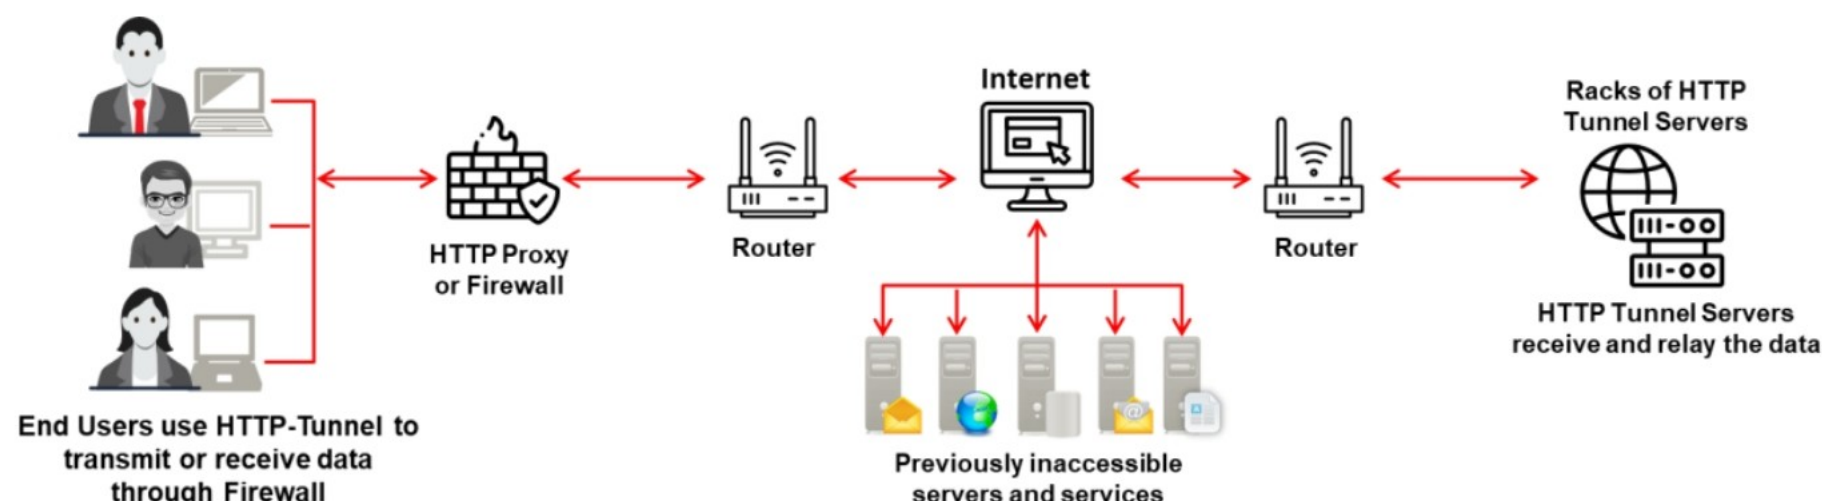 End Users use HTTP-Tunnel to
transmit or receive data
through Firewall
HTTP Proxy
or Firewall
Router
Internet
Previously inaccessible
servers and services
Router
Racks of HTTP
Tunnel Servers
HTTP Tunnel Servers
receive and relay the data